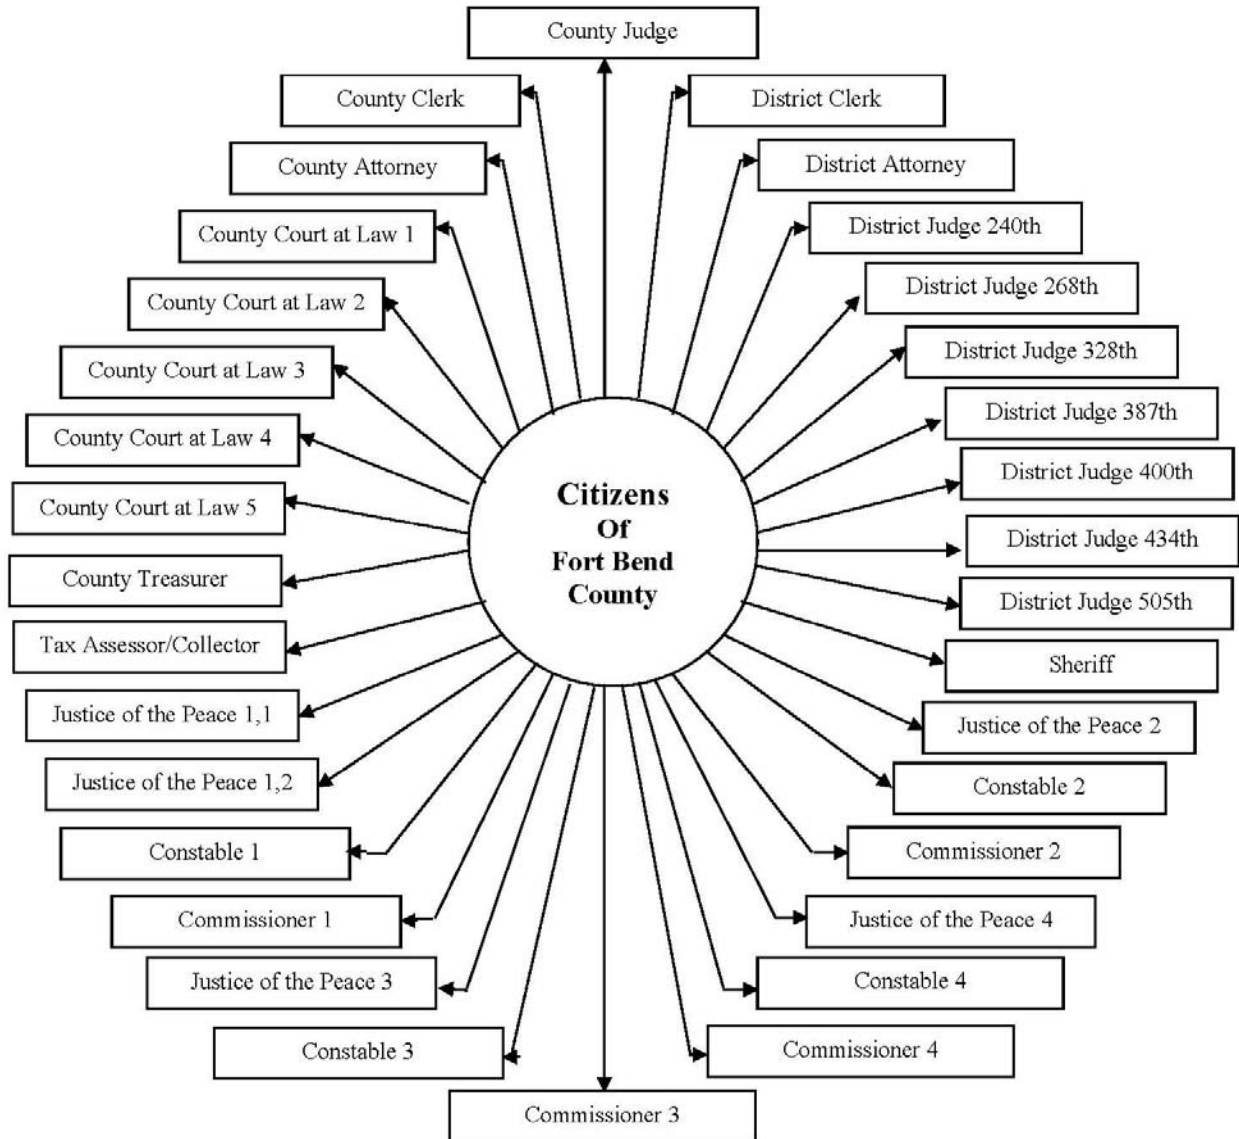 County Judge
County Clerk
District Clerk
County Attorney
District Attorney
County Court at Law 1
District Judge 240th
County Court at Law 2
District Judge 268th
County Court at Law 3
District Judge 328th
County Court at Law 4
District Judge 387th
County Court at Law 5
District Judge 400th
Citizens
Of
Fort Bend
County
District Judge 434th
County Treasurer
District Judge 505th
Tax Assessor/Collector
Sheriff
Justice of the Peace 1,1
Justice of the Peace 2
Justice of the Peace 1,2
Constable 2
Constable 1
Commissioner 2
Commissioner 1
Justice of the Peace 4
Justice of the Peace 3
Constable 4
Constable 3
Commissioner 4
Commissioner 3